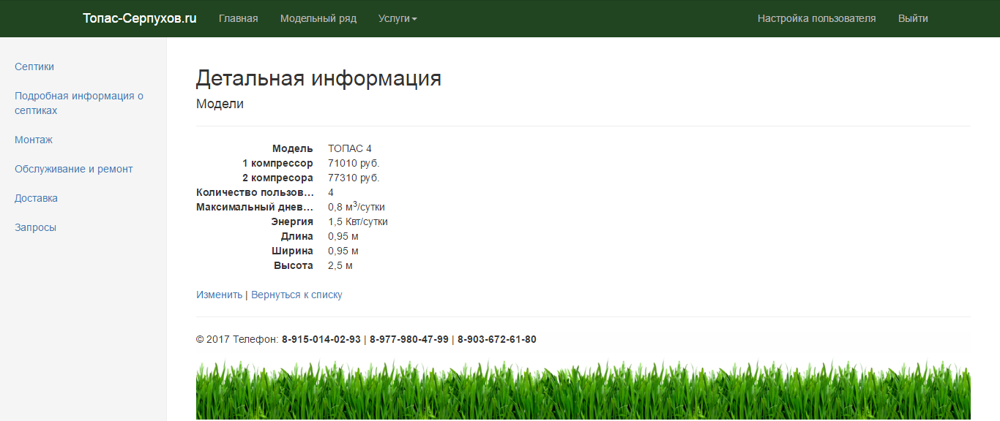 Топас-Серпухов.ru Главная Модельный ряд Услуги Настройка пользователя Выйти
Септики
Подробная информация о
септиках
Монтаж
Обслуживание и ремонт
Доставка
Запросы
Детальная информация
Модели
Модель ТОПАС 4
1 компрессор 71010 руб.
2 компресора 77310 руб.
Количество пользов... 4
Максимальный днев... 0,8 м³/сутки
Энергия 1,5 Квт/сутки
Длина 0,95 м
Ширина 0,95 м
Высота 2,5 м
Изменить | Вернуться к списку
© 2017 Телефон: 8-915-014-02-93 | 8-977-980-47-99 | 8-903-672-61-80